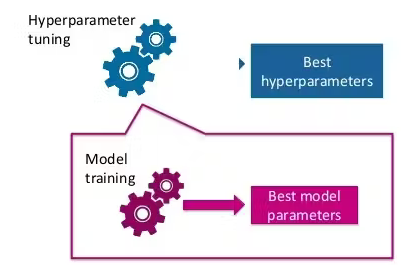 Hyperparameter
tuning
Best
hyperparameters
Model
training
Best model
parameters